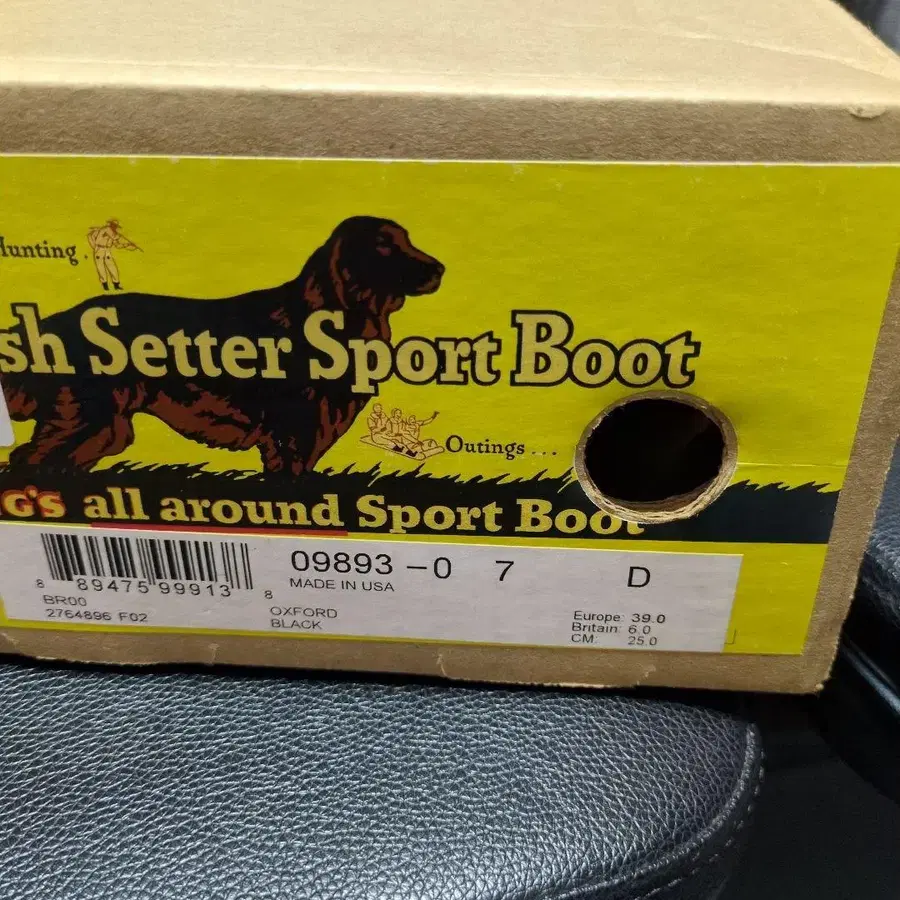 Hunting .
sh Setter Sport Boot
Outings ...
G's all around Sport Boot
8 89475 99913 8
09893 -0 7 D
MADE IN USA
BR00
2764896 F02
OXFORD
BLACK
Europe: 39.0
Britain: 6.0
CM: 25.0